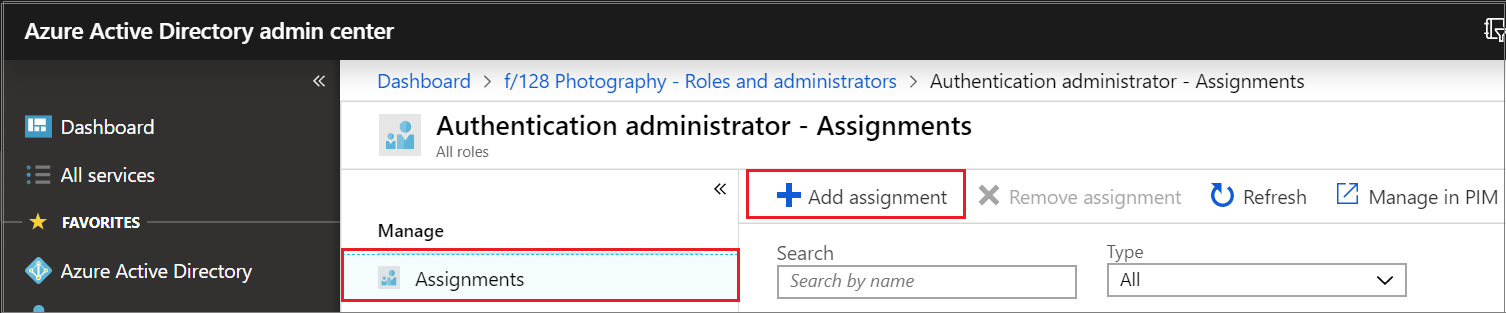 Azure Active Directory admin center
Dashboard > f/128 Photography - Roles and administrators > Authentication administrator - Assignments
Dashboard
All services
FAVORITES
Azure Active Directory
Authentication administrator - Assignments
All roles
Manage
Assignments
Add assignment Remove assignment Refresh Manage in PIM
Search Type
Search by name All